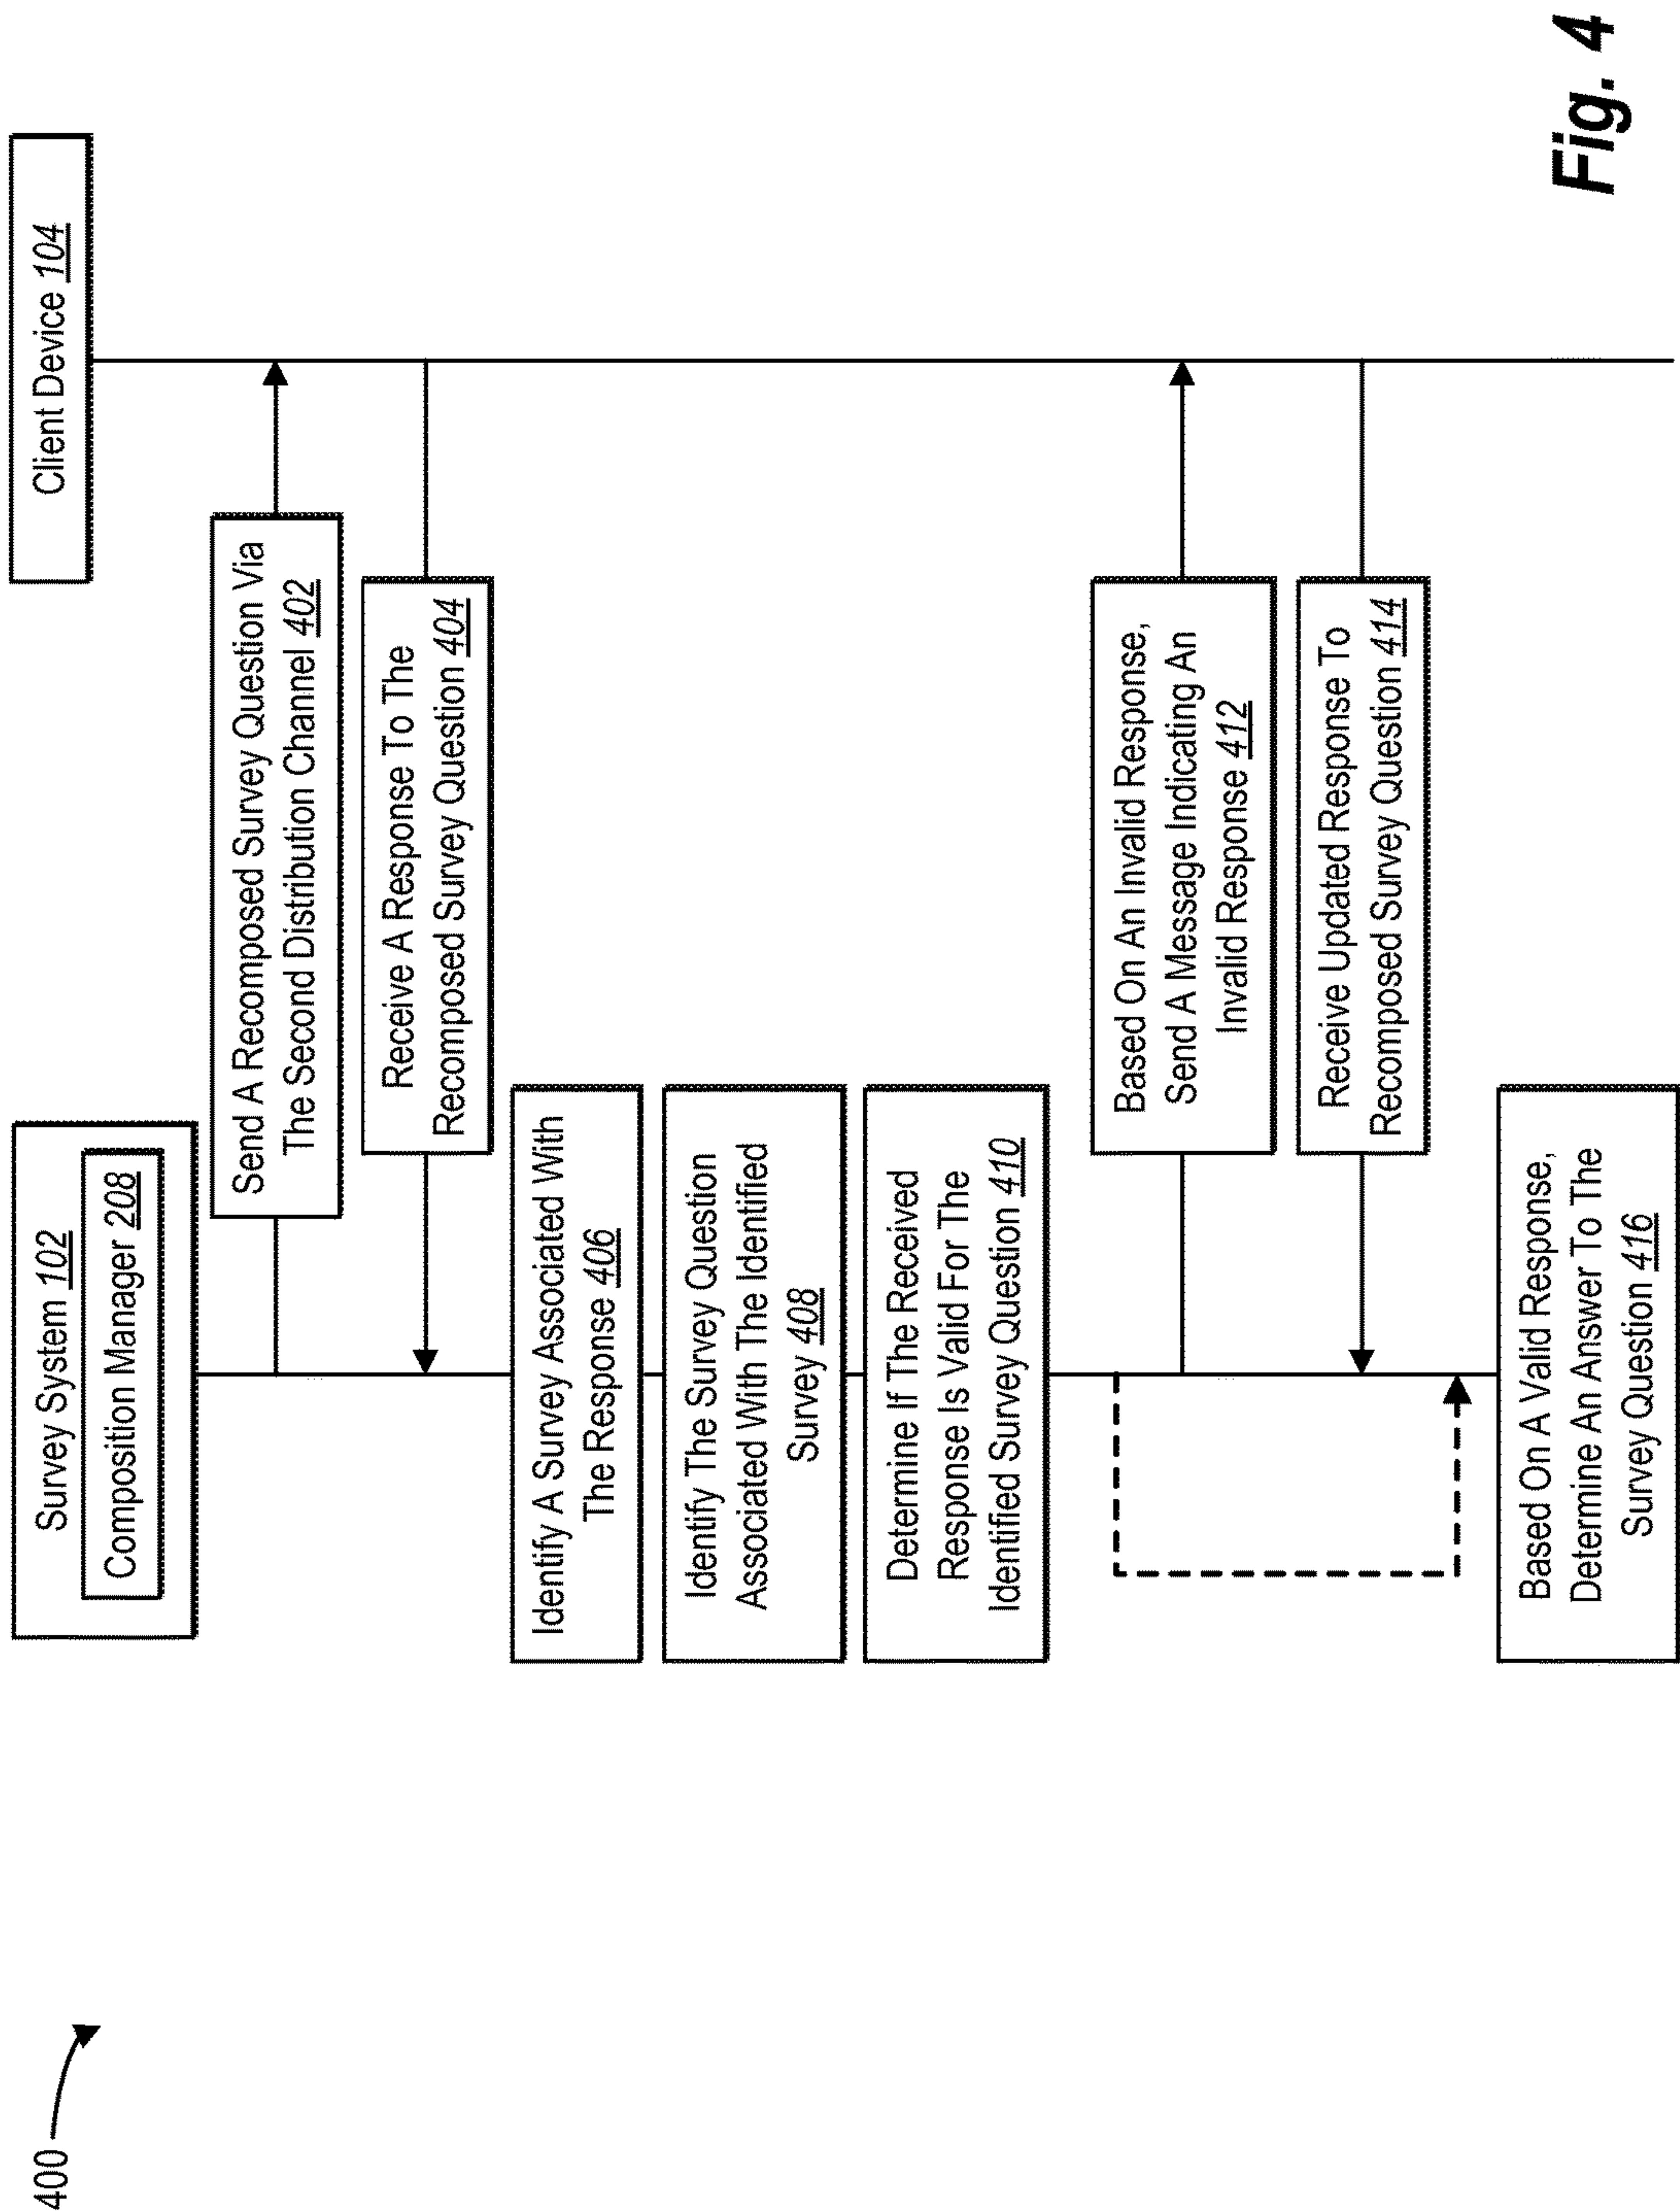 400
Survey System 102
Composition Manager 208
Client Device 104
Send A Recomposed Survey Question Via
The Second Distribution Channel 402
Receive A Response To The
Recomposed Survey Question 404
Identify A Survey Associated With
The Response 406
Identify The Survey Question
Associated With The Identified
Survey 408
Determine If The Received
Response Is Valid For The
Identified Survey Question 410
Based On An Invalid Response,
Send A Message Indicating An
Invalid Response 412
Receive Updated Response To
Recomposed Survey Question 414
Based On A Valid Response,
Determine An Answer To The
Survey Question 416
Fig. 4